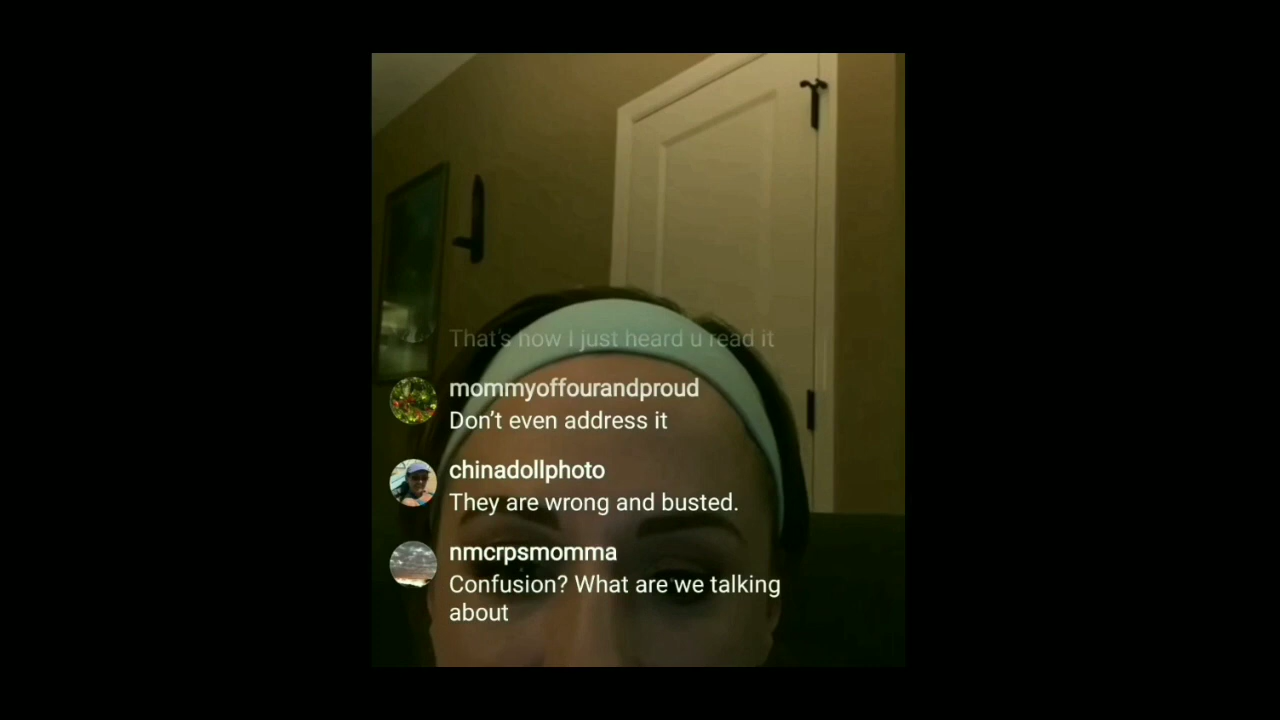 That's how I just heard u read it
mommyoffourandproud
Don't even address it
chinadollphoto
They are wrong and busted.
nmcrpsmomma
Confusion? What are we talking
about